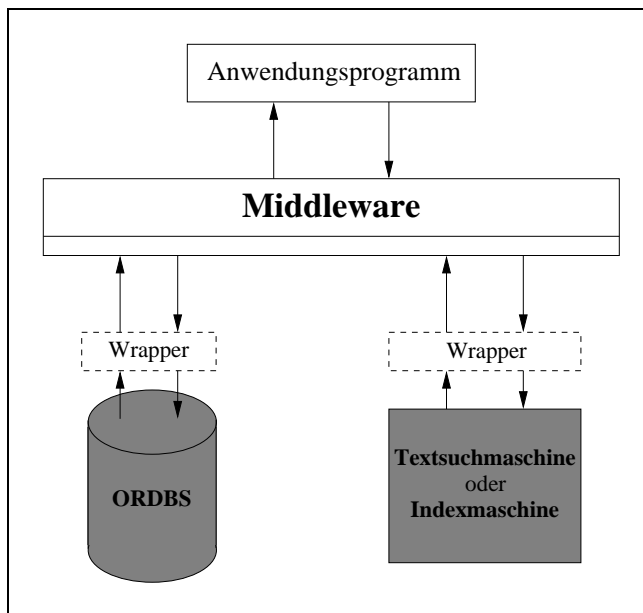 Anwendungsprogramm
Middleware
Wrapper
Wrapper
ORDBS
Textsuchmaschine
oder
Indexmaschine